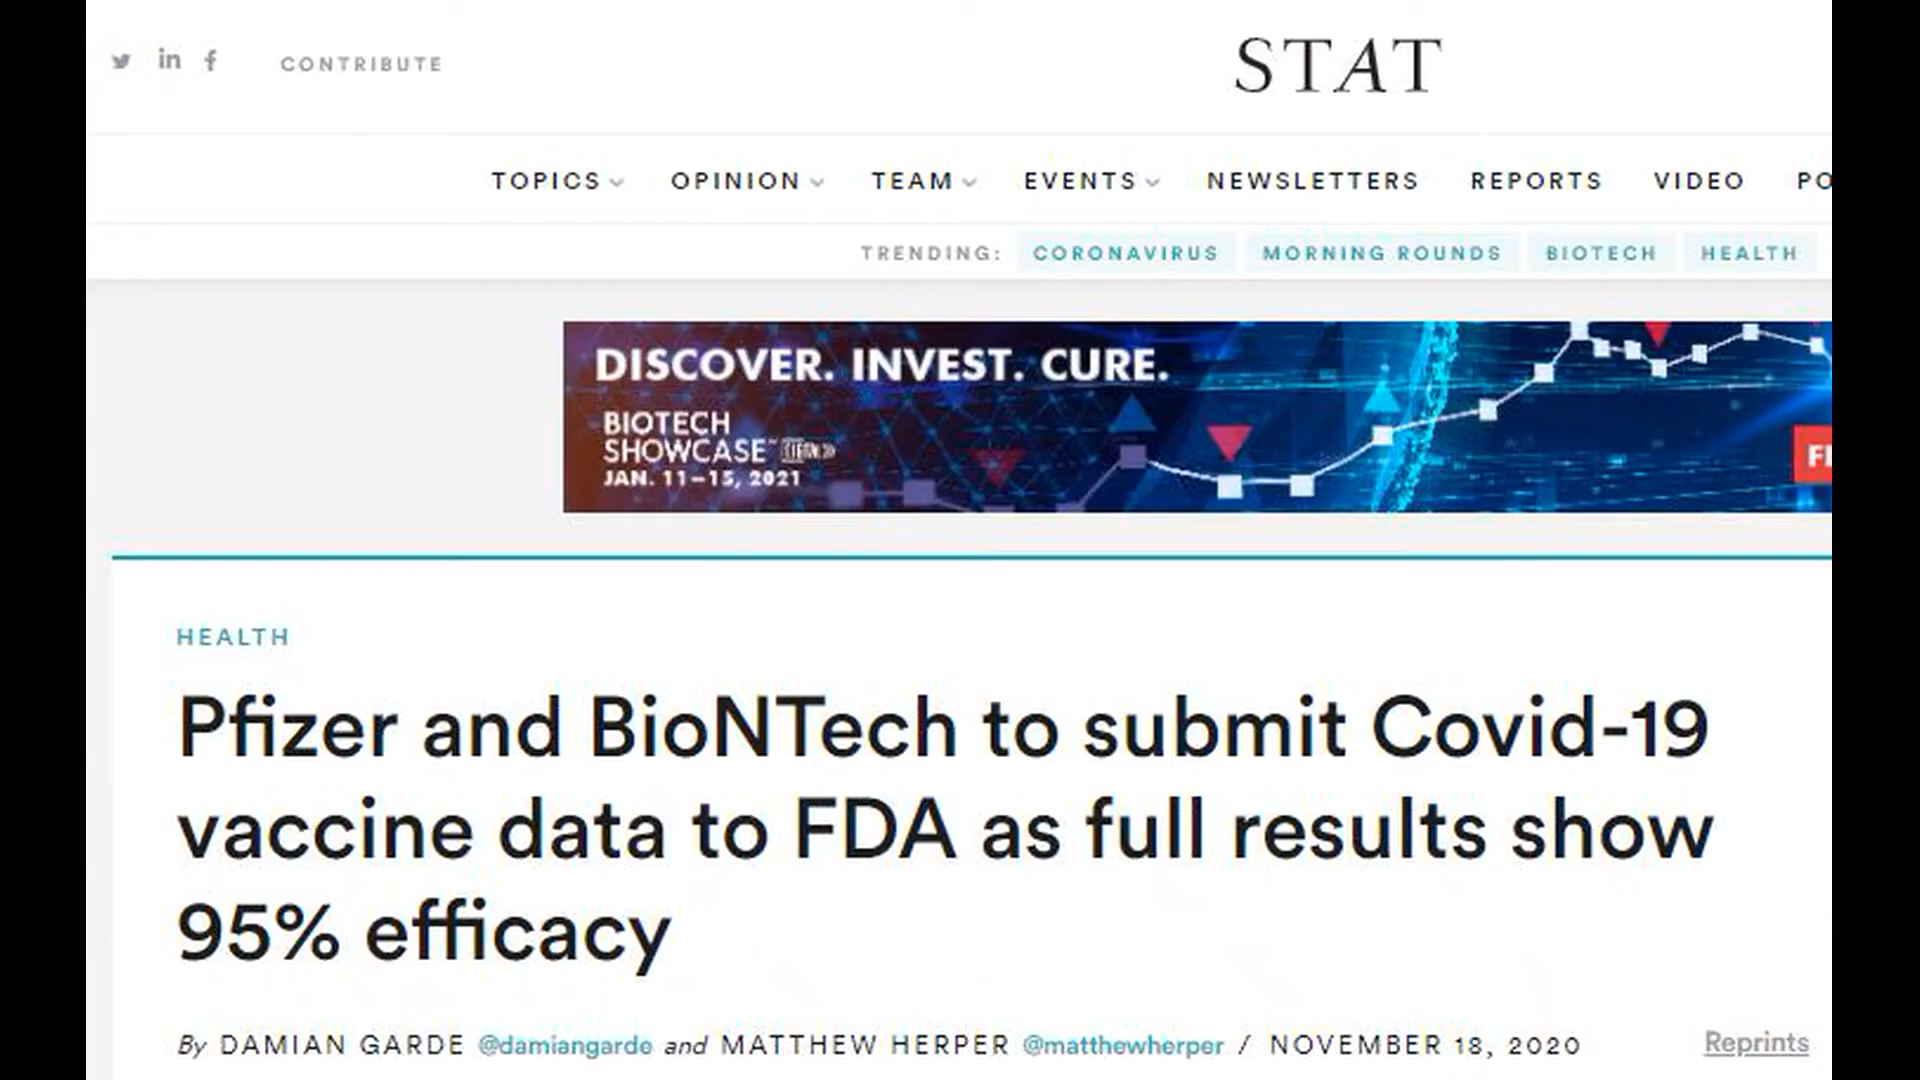 CONTRIBUTE
STAT
TOPICS OPINION TEAM EVENTS NEWSLETTERS REPORTS VIDEO PO
TRENDING: CORONAVIRUS MORNING ROUNDS BIOTECH HEALTH
DISCOVER. INVEST. CURE.
BIOTECH
SHOWCASE™
JAN. 11–15, 2021
HEALTH
Pfizer and BioNTech to submit Covid-19
vaccine data to FDA as full results show
95% efficacy
By DAMIAN GARDE @damiangarde and MATTHEW HERPER @matthewherper / NOVEMBER 18, 2020
Reprints